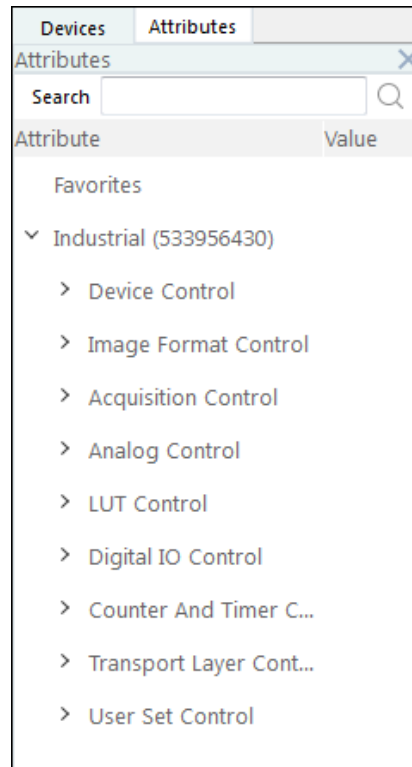 Devices Attributes
Attributes
Search
Attribute Value
Favorites
Industrial (533956430)
Device Control
Image Format Control
Acquisition Control
Analog Control
LUT Control
Digital IO Control
Counter And Timer C...
Transport Layer Cont...
User Set Control